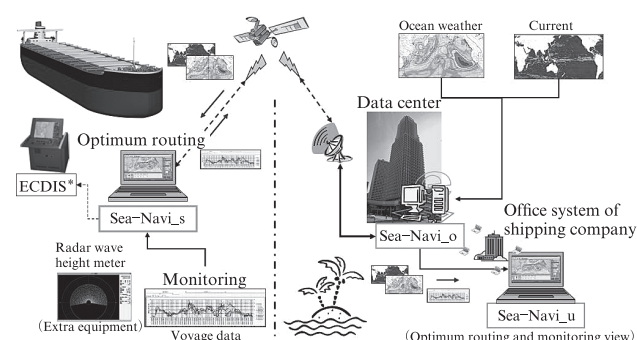 Ocean weather
Current
Data center
Optimum routing
ECDIS*
Sea-Navi_s
Sea-Navi_o
Office system of
shipping company
Radar wave
height meter
Monitoring
(Extra equipment)
Voyage data
Sea-Navi_u
(Optimum routing and monitoring view)